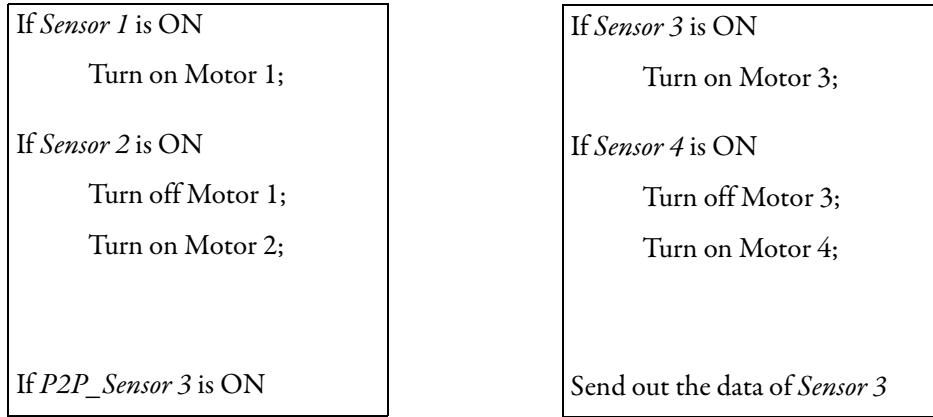 If Sensor 1 is ON
Turn on Motor 1;
If Sensor 2 is ON
Turn off Motor 1;
Turn on Motor 2;
If P2P_Sensor 3 is ON
If Sensor 3 is ON
Turn on Motor 3;
If Sensor 4 is ON
Turn off Motor 3;
Turn on Motor 4;
Send out the data of Sensor 3